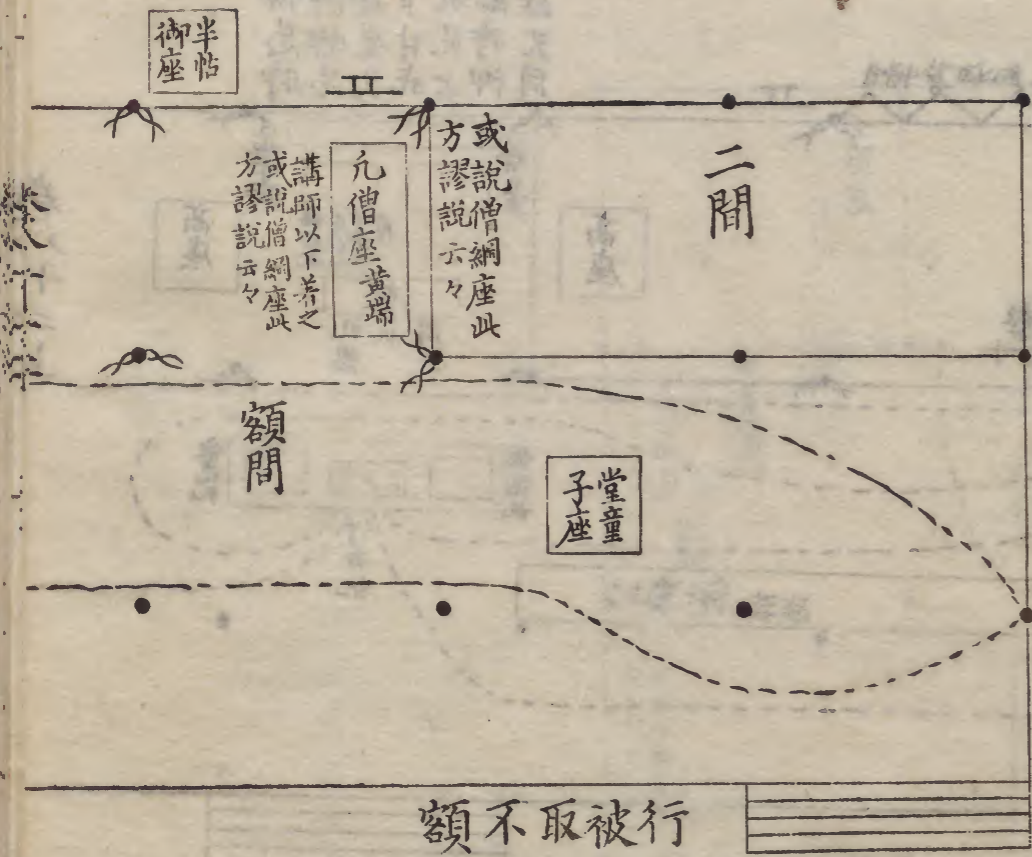 二間
或說僧綱座此
方謬說云々
凢僧座黄端
講師以下着之
或說僧綱座此
方謬說云々
半帖
御座
額間
堂童
子座
額不取被行